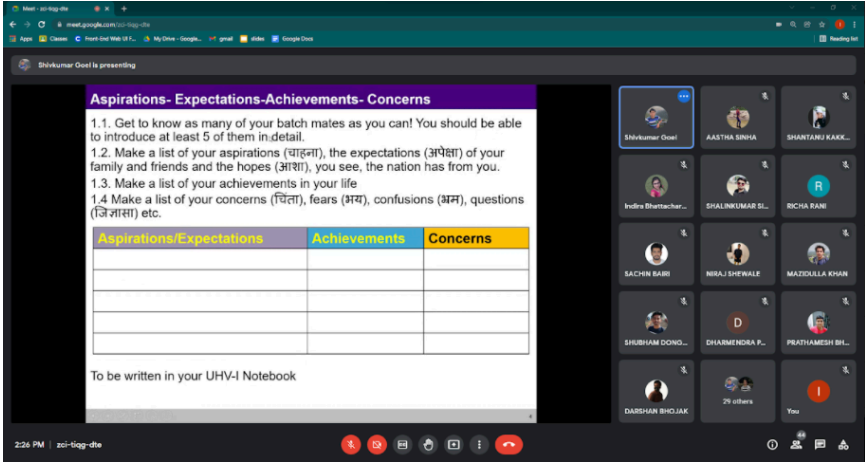 Meet - zci-tiqg-dte
meet.google.com/zci-tiqg-dte
Apps Classes Front-End Web UI F... My Drive - Google... gmail slides Google Docs Reading list
Shivkumar Goel is presenting
Aspirations- Expectations-Achievements- Concerns
1.1. Get to know as many of your batch mates as you can! You should be able
to introduce at least 5 of them in detail.
1.2. Make a list of your aspirations (चाहना), the expectations (अपेक्षा) of your
family and friends and the hopes (आशा), you see, the nation has from you.
1.3. Make a list of your achievements in your life
1.4 Make a list of your concerns (चिंता), fears (भय), confusions (भ्रम), questions
(जिज्ञासा) etc.
Aspirations/Expectations Achievements Concerns
To be written in your UHV-I Notebook
Shivkumar Goel AASTHA SINHA SHANTANU KAKK...
Indira Bhattachar... SHALINKUMAR SI... RICHA RANI
R
SACHIN BAIRI NIRAJ SHEWALE MAZIDULLA KHAN
D
SHUBHAM DONG... DHARMENDRA P... PRATHAMESH BH...
I
DARSHAN BHOJAK 29 others You
2:26 PM | zci-tiqg-dte
44